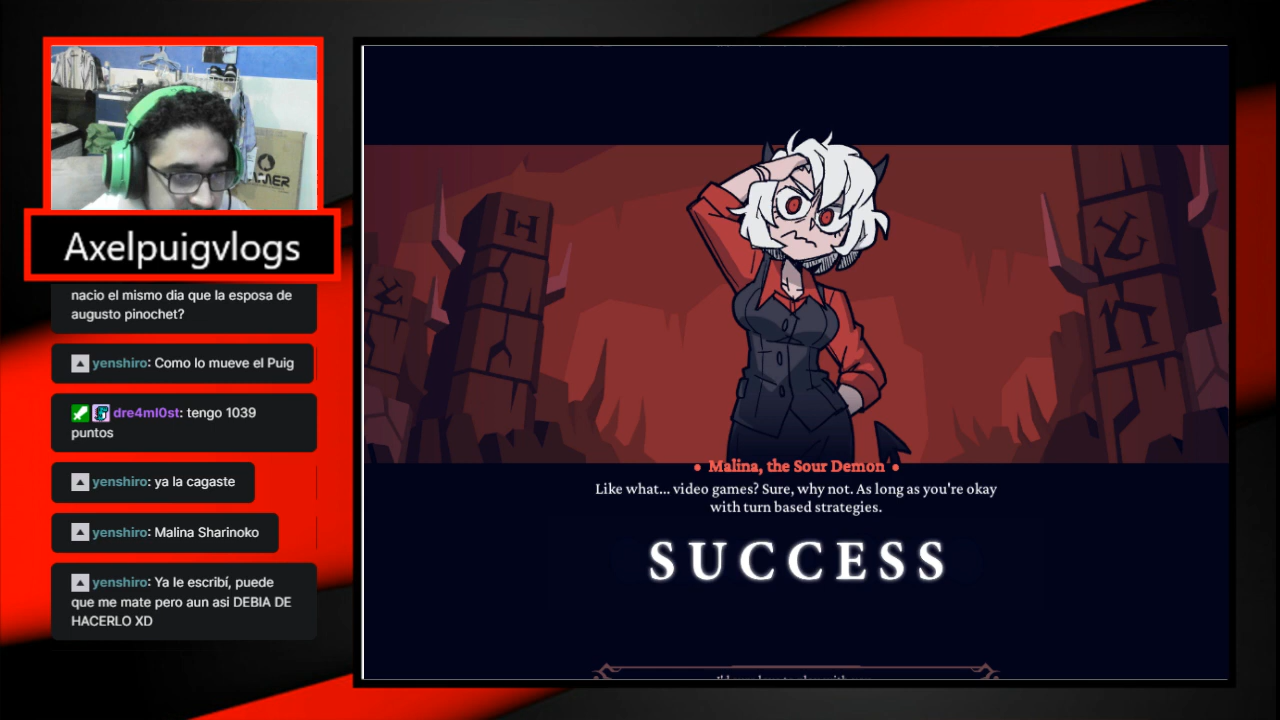 Axelpuigvlogs
nacio el mismo dia que la esposa de
augusto pinochet?
yenshiro: Como lo mueve el Puig
dre4ml0st: tengo 1039
puntos
yenshiro: ya la cagaste
yenshiro: Malina Sharinoko
yenshiro: Ya le escribí, puede
que me mate pero aun asi DEBIA DE
HACERLO XD
• Malina, the Sour Demon •
Like what... video games? Sure, why not. As long as you're okay
with turn based strategies.
SUCCESS